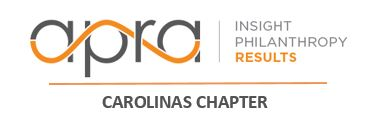 apra
INSIGHT
PHILANTHROPY
RESULTS
CAROLINAS CHAPTER